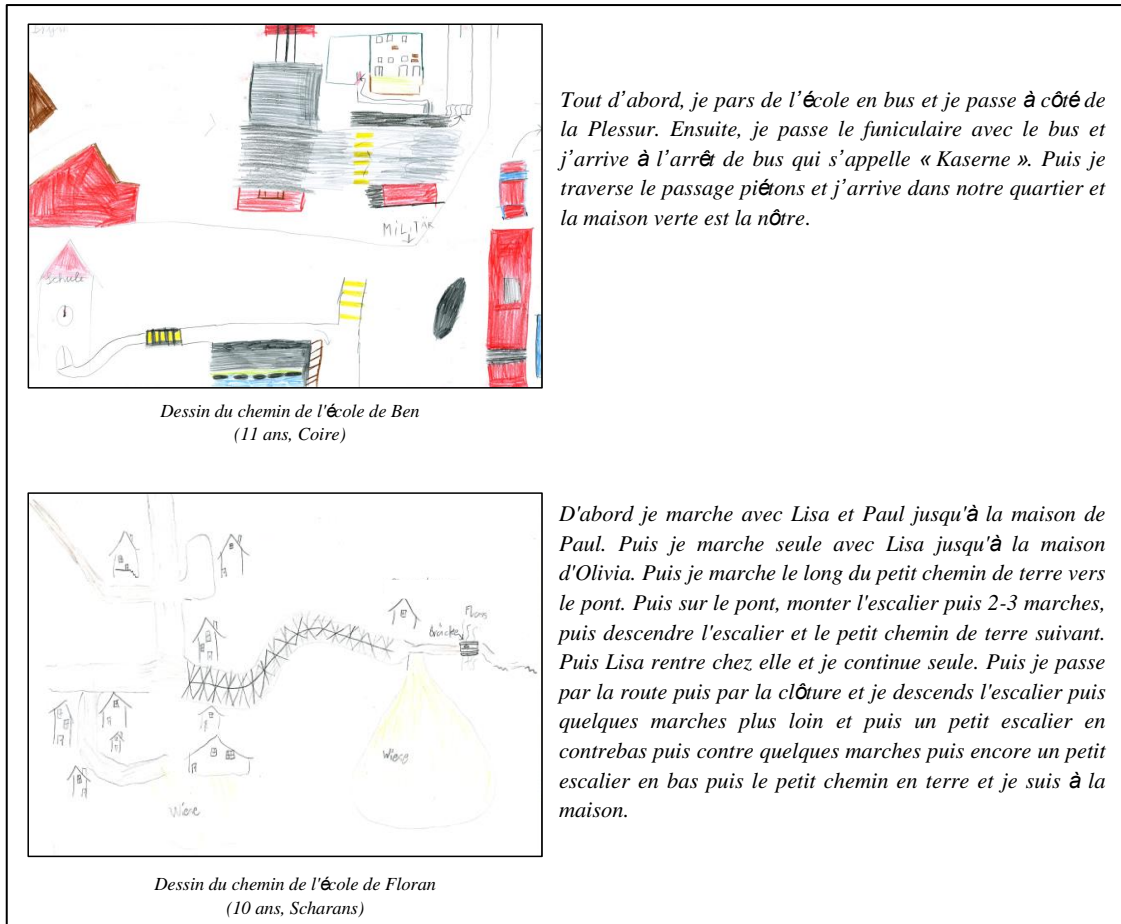 MiLiTÄR
Schule
Tout d’abord, je pars de l’école en bus et je passe à côté de
la Plessur. Ensuite, je passe le funiculaire avec le bus et
j’arrive à l’arrêt de bus qui s’appelle « Kaserne ». Puis je
traverse le passage piétons et j’arrive dans notre quartier et
la maison verte est la nôtre.
Dessin du chemin de l'école de Ben
(11 ans, Coire)
Brücke
Wiese
Wiese
D'abord je marche avec Lisa et Paul jusqu'à la maison de
Paul. Puis je marche seule avec Lisa jusqu'à la maison
d'Olivia. Puis je marche le long du petit chemin de terre vers
le pont. Puis sur le pont, monter l'escalier puis 2-3 marches,
puis descendre l'escalier et le petit chemin de terre suivant.
Puis Lisa rentre chez elle et je continue seule. Puis je passe
par la route puis par la clôture et je descends l'escalier puis
quelques marches plus loin et puis un petit escalier en
contrebas puis contre quelques marches puis encore un petit
escalier en bas puis le petit chemin en terre et je suis à la
maison.
Dessin du chemin de l'école de Floran
(10 ans, Scharans)